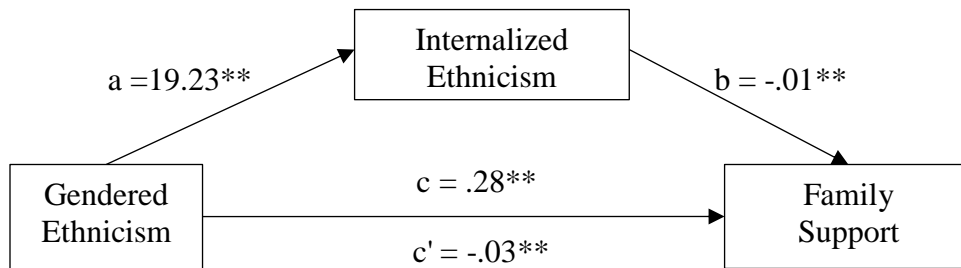 Internalized
Ethnicism
a =19.23**
b = -.01**
Gendered
Ethnicism
c = .28**
c' = -.03**
Family
Support